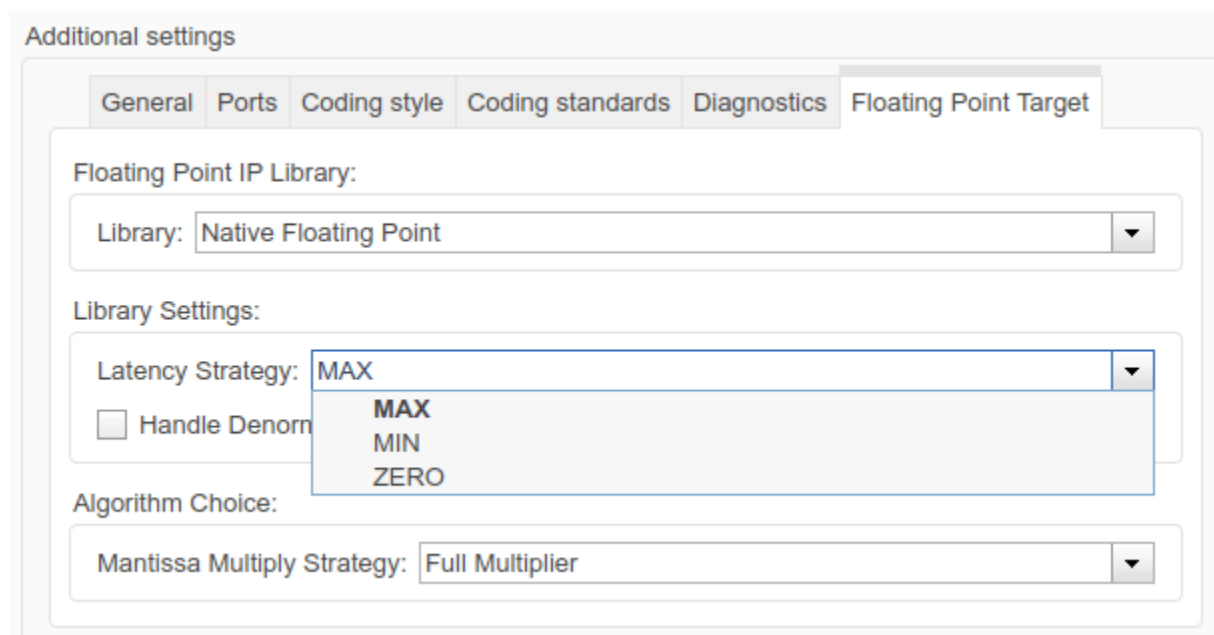 Additional settings
General Ports Coding style Coding standards Diagnostics Floating Point Target
Floating Point IP Library:
Library: Native Floating Point
Library Settings:
Latency Strategy: MAX
MAX
Handle
MIN
ZERO
Algorithm Choice:
Mantissa Multiply Strategy: Full Multiplier